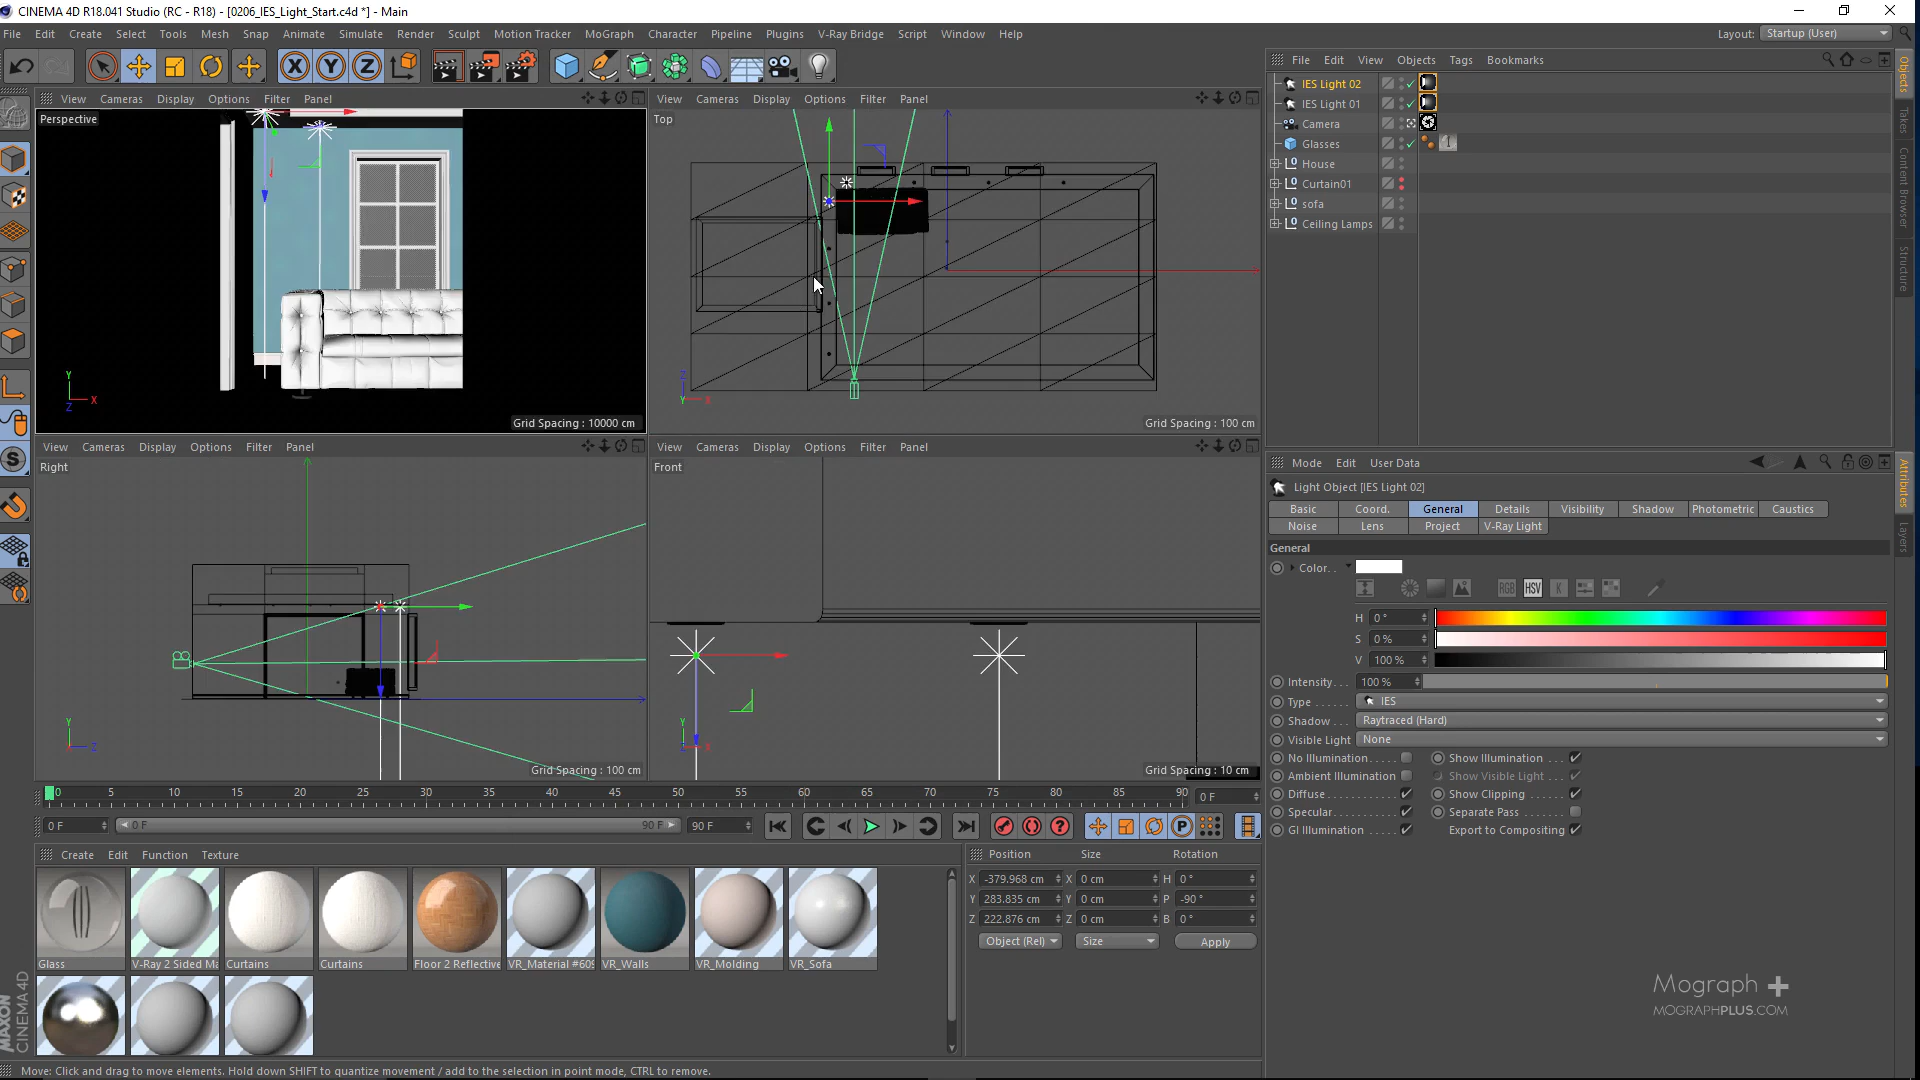 CINEMA 4D R18.041 Studio (RC - R18) - [0206_IES_Light_Start.c4d *] - Main
File Edit Create Select Tools Mesh Snap Animate Simulate Render Sculpt Motion Tracker MoGraph Character Pipeline Plugins V-Ray Bridge Script Window Help Layout: Startup (User)
X Y Z
File Edit View Objects Tags Bookmarks
IES Light 02
IES Light 01
Camera
Glasses
House
Curtain01
sofa
Ceiling Lamps
Objects
Takes
Content Browser
Structure
View Cameras Display Options Filter Panel
Perspective
Y
X
Z
Grid Spacing : 10000 cm
View Cameras Display Options Filter Panel
Top
Z
Y X
Grid Spacing : 100 cm
View Cameras Display Options Filter Panel
Right
Y
X Z
Grid Spacing : 100 cm
View Cameras Display Options Filter Panel
Front
Y
Z X
Grid Spacing : 10 cm
Mode Edit User Data
Light Object [IES Light 02]
Basic Coord. General Details Visibility Shadow Photometric Caustics
Noise Lens Project V-Ray Light
General
Color. .
RGB HSV K
H 0 °
S 0 %
V 100 %
Intensity. . . 100 %
Type . . . . . . IES
Shadow . . . Raytraced (Hard)
Visible Light None
No Illumination. . . . . Show Illumination . . .
Ambient Illumination Show Visible Light . . .
Diffuse. . . . . . . . . . . . Show Clipping . . . . . .
Specular. . . . . . . . . . . Separate Pass . . . . . .
GI Illumination . . . . . Export to Compositing
Attributes
Layers
0 5 10 15 20 25 30 35 40 45 50 55 60 65 70 75 80 85 90 0 F
0 F 0 F 90 F 90 F
P
Create Edit Function Texture
Glass
V-Ray 2 Sided Ma
Curtains
Curtains
Floor 2 Reflective
VR_Material #609
VR_Walls
VR_Molding
VR_Sofa
Position Size Rotation
X -379.968 cm X 0 cm H 0 °
Y 283.835 cm Y 0 cm P -90 °
Z 222.876 cm Z 0 cm B 0 °
Object (Rel) Size Apply
Mograph +
MOGRAPHPLUS.COM
MAXON
CINEMA 4D
Move: Click and drag to move elements. Hold down SHIFT to quantize movement / add to the selection in point mode, CTRL to remove.